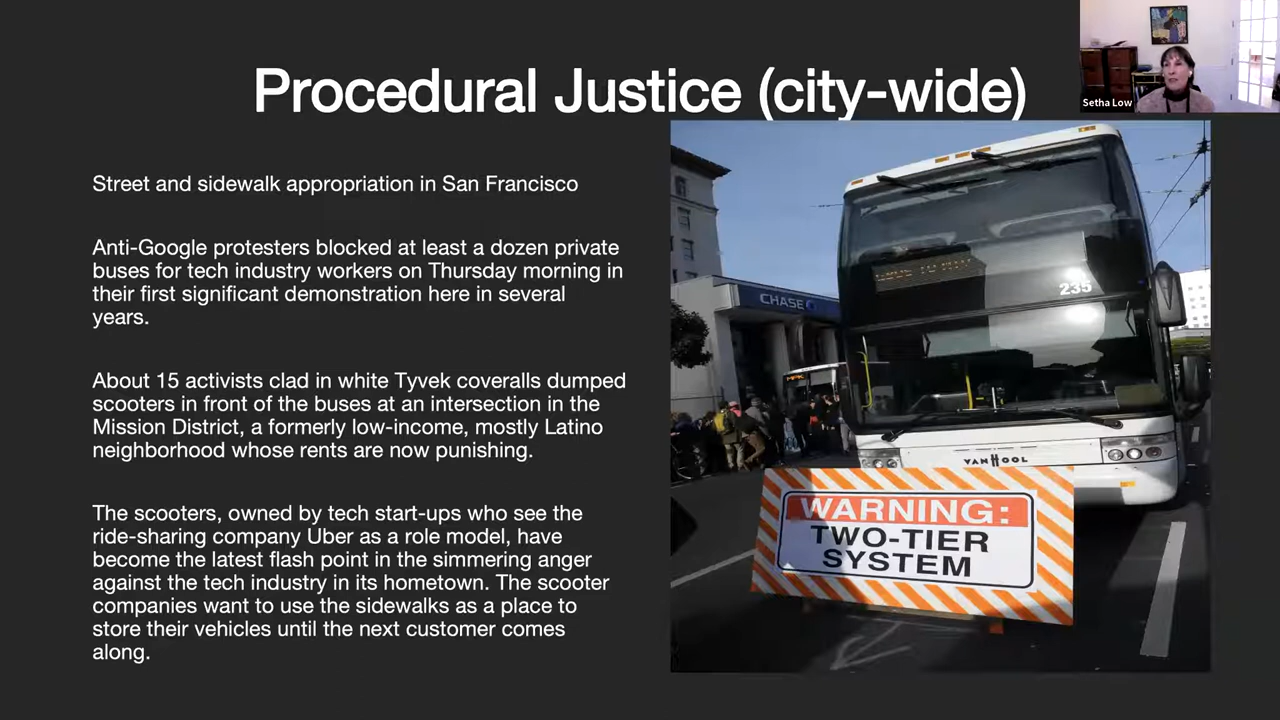 Procedural Justice (city-wide)
Setha Low
Street and sidewalk appropriation in San Francisco
Anti-Google protesters blocked at least a dozen private
buses for tech industry workers on Thursday morning in
their first significant demonstration here in several
years.
About 15 activists clad in white Tyvek coveralls dumped
scooters in front of the buses at an intersection in the
Mission District, a formerly low-income, mostly Latino
neighborhood whose rents are now punishing.
The scooters, owned by tech start-ups who see the
ride-sharing company Uber as a role model, have
become the latest flash point in the simmering anger
against the tech industry in its hometown. The scooter
companies want to use the sidewalks as a place to
store their vehicles until the next customer comes
along.
235
CHASE
VANHOOL
WARNING:
TWO-TIER
SYSTEM